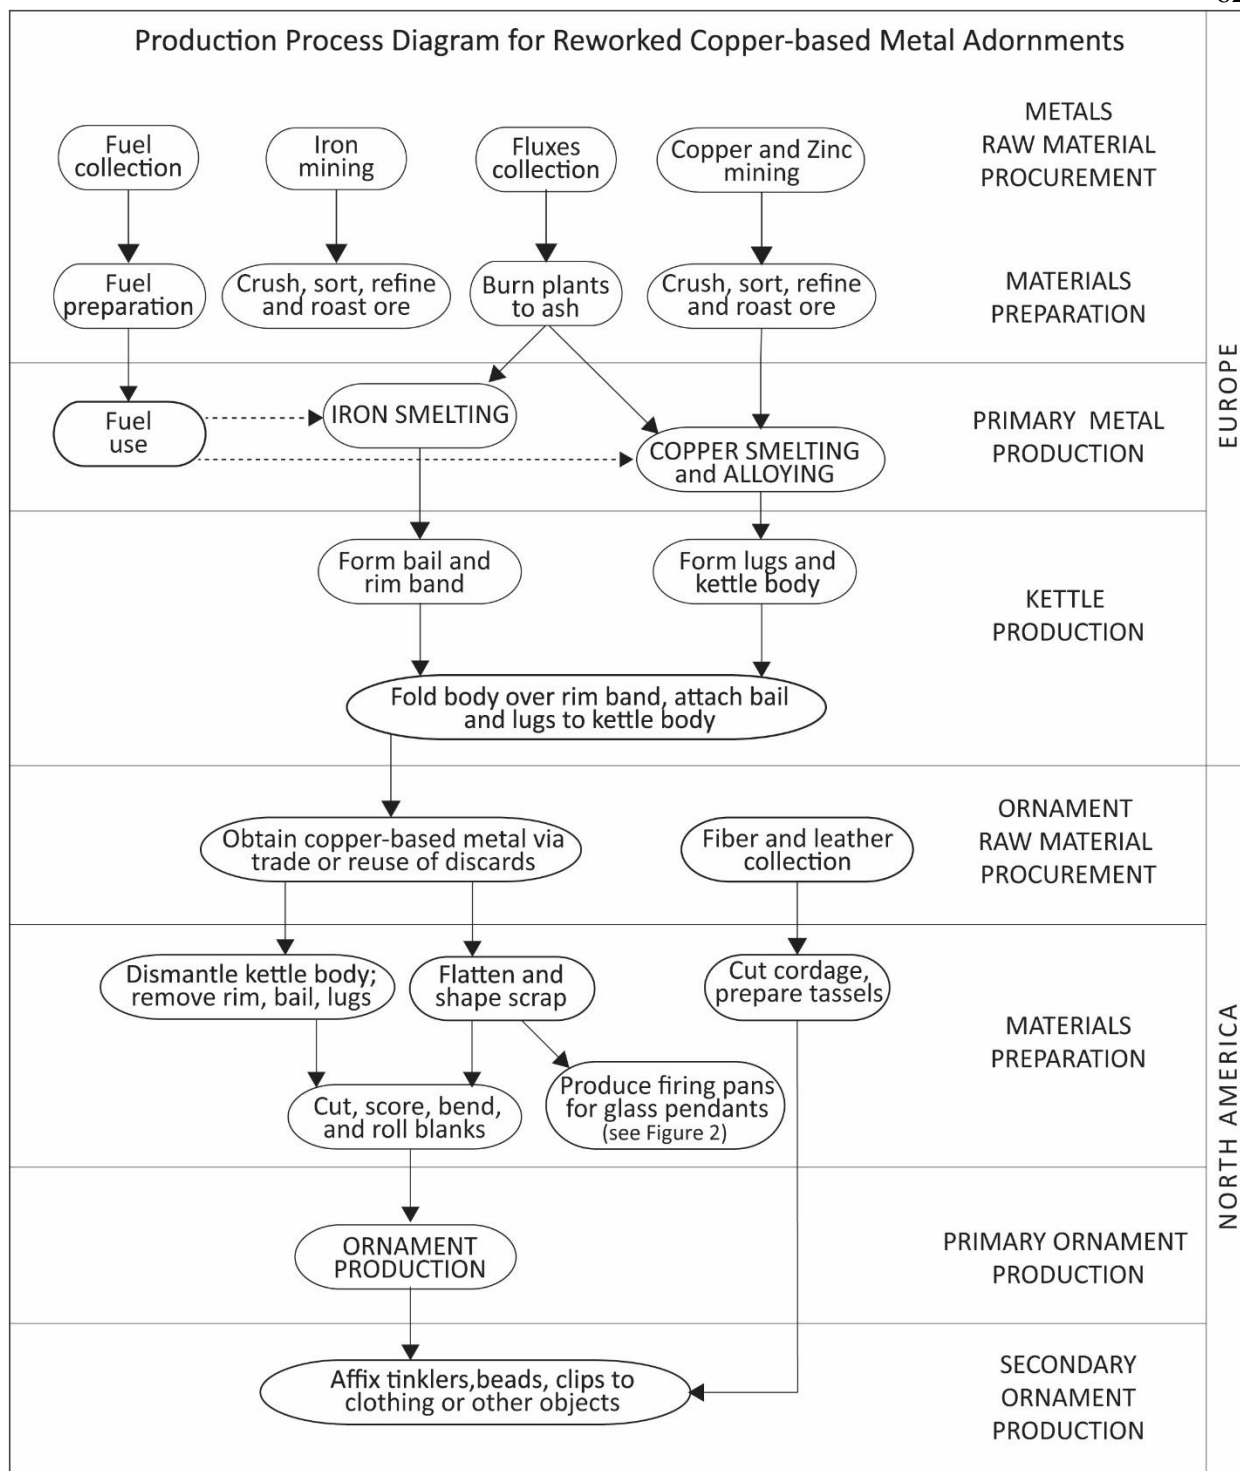 Production Process Diagram for Reworked Copper-based Metal Adornments
METALS
RAW MATERIAL
PROCUREMENT
Fuel
collection
Iron
mining
Fluxes
collection
Copper and Zinc
mining
Fuel
preparation
Crush, sort, refine
and roast ore
Burn plants
to ash
Crush, sort, refine
and roast ore
MATERIALS
PREPARATION
EUROPE
Fuel
use
IRON SMELTING
COPPER SMELTING
and ALLOYING
PRIMARY METAL
PRODUCTION
Form bail and
rim band
Form lugs and
kettle body
KETTLE
PRODUCTION
Fold body over rim band, attach bail
and lugs to kettle body
Obtain copper-based metal via
trade or reuse of discards
Fiber and leather
collection
ORNAMENT
RAW MATERIAL
PROCUREMENT
Dismantle kettle body;
remove rim, bail, lugs
Flatten and
shape scrap
Cut cordage,
prepare tassels
MATERIALS
PREPARATION
NORTH AMERICA
Cut, score, bend,
and roll blanks
Produce firing pans
for glass pendants
(see Figure 2)
ORNAMENT
PRODUCTION
PRIMARY ORNAMENT
PRODUCTION
Affix tinklers,beads, clips to
clothing or other objects
SECONDARY
ORNAMENT
PRODUCTION